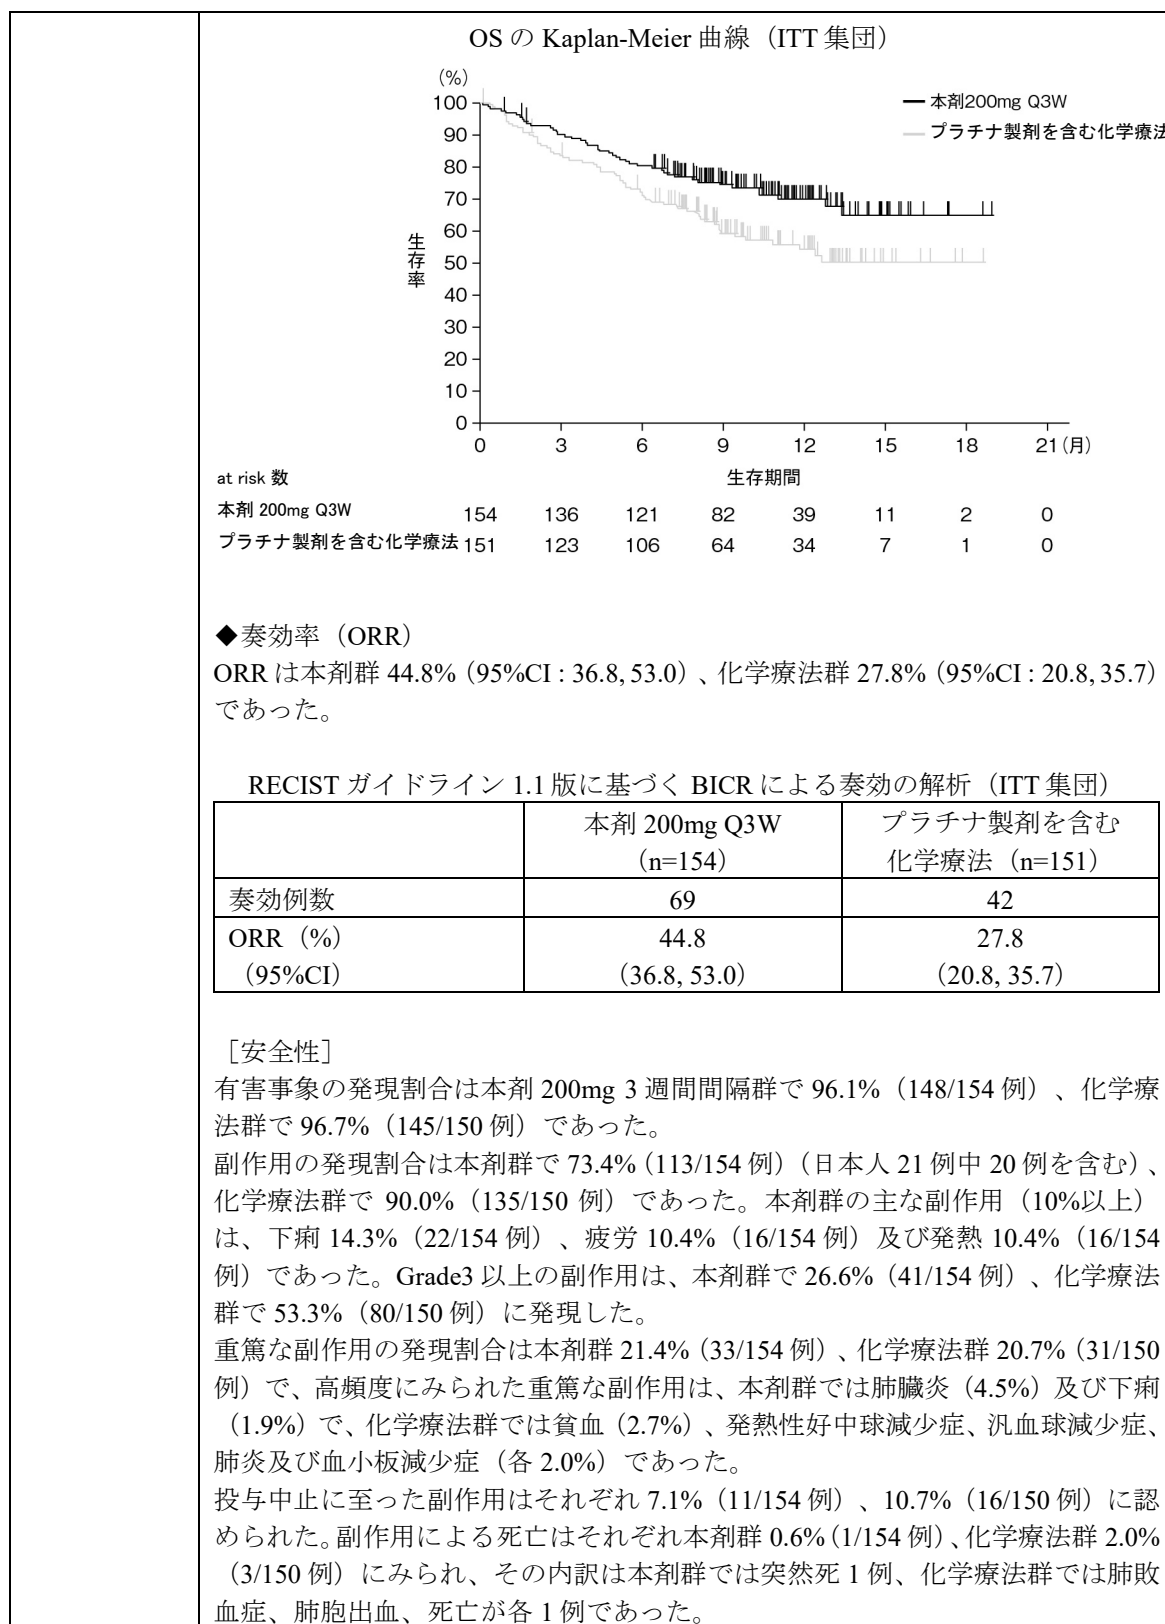 OS の Kaplan-Meier 曲線（ITT 集団）
(%)
100
90
80
70
60
50
40
30
20
10
0
生存率
本剤200mg Q3W
プラチナ製剤を含む化学療法
0 3 6 9 12 15 18 21(月)
at risk 数 生存期間
本剤 200mg Q3W 154 136 121 82 39 11 2 0
プラチナ製剤を含む化学療法 151 123 106 64 34 7 1 0
◆奏効率（ORR）
ORR は本剤群 44.8%（95%CI : 36.8, 53.0）、化学療法群 27.8%（95%CI : 20.8, 35.7）
であった。
RECIST ガイドライン 1.1 版に基づく BICR による奏効の解析（ITT 集団）
本剤 200mg Q3W プラチナ製剤を含む
（n=154） 化学療法（n=151）
奏効例数 69 42
ORR（%） 44.8 27.8
（95%CI） (36.8, 53.0) (20.8, 35.7)
［安全性］
有害事象の発現割合は本剤 200mg 3 週間間隔群で 96.1%（148/154 例）、化学療
法群で 96.7%（145/150 例）であった。
副作用の発現割合は本剤群で 73.4%（113/154 例）（日本人 21 例中 20 例を含む）、
化学療法群で 90.0%（135/150 例）であった。本剤群の主な副作用（10%以上）
は、下痢 14.3%（22/154 例）、疲労 10.4%（16/154 例）及び発熱 10.4%（16/154
例）であった。Grade3 以上の副作用は、本剤群で 26.6%（41/154 例）、化学療法
群で 53.3%（80/150 例）に発現した。
重篤な副作用の発現割合は本剤群 21.4%（33/154 例）、化学療法群 20.7%（31/150
例）で、高頻度にみられた重篤な副作用は、本剤群では肺臓炎（4.5%）及び下痢
（1.9%）で、化学療法群では貧血（2.7%）、発熱性好中球減少症、汎血球減少症、
肺炎及び血小板減少症（各 2.0%）であった。
投与中止に至った副作用はそれぞれ 7.1%（11/154 例）、10.7%（16/150 例）に認
められた。副作用による死亡はそれぞれ本剤群 0.6%（1/154 例）、化学療法群 2.0%
（3/150 例）にみられ、その内訳は本剤群では突然死 1 例、化学療法群では肺敗
血症、肺胞出血、死亡が各 1 例であった。